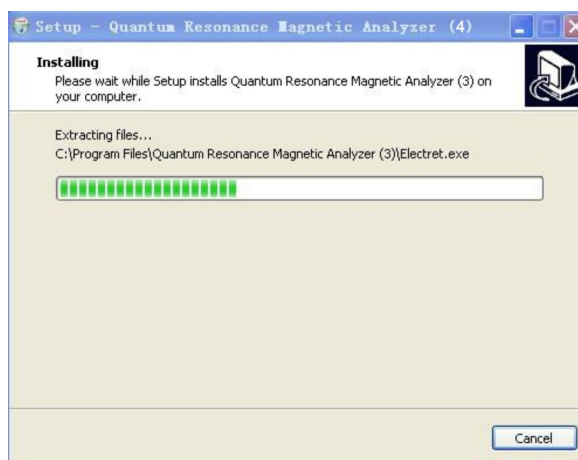 Setup - Quantum Resonance Magnetic Analyzer (4)
Installing
Please wait while Setup installs Quantum Resonance Magnetic Analyzer (3) on
your computer.
Extracting files...
C:\Program Files\Quantum Resonance Magnetic Analyzer (3)\Electret.exe
Cancel